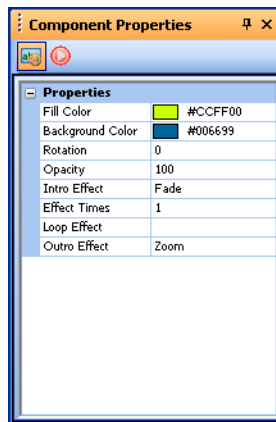 Component Properties
Properties
Fill Color #CCFF00
Background Color #006699
Rotation 0
Opacity 100
Intro Effect Fade
Effect Times 1
Loop Effect
Outro Effect Zoom